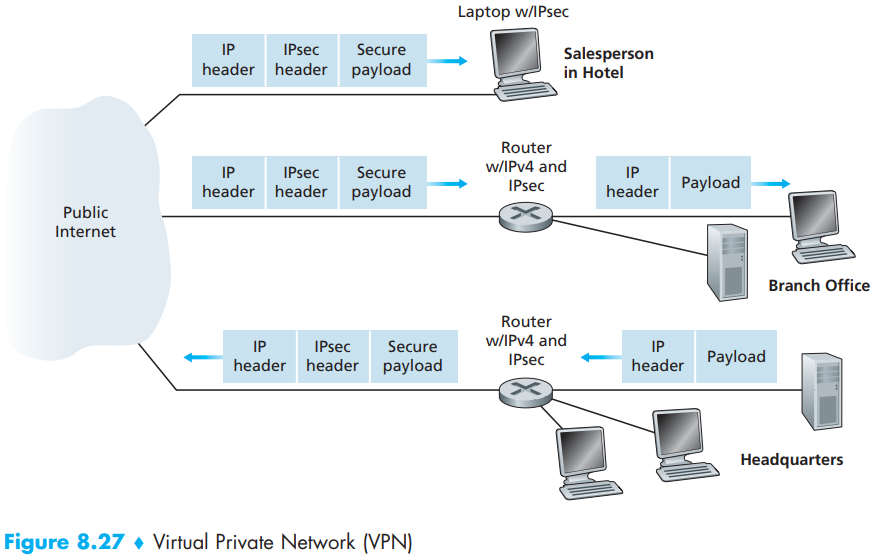 Laptop w/IPsec
IP header
IPsec header
Secure payload
Salesperson
in Hotel
Public
Internet
IP header
IPsec header
Secure payload
Router
w/IPv4 and
IPsec
IP header
Payload
Branch Office
IP header
IPsec header
Secure payload
Router
w/IPv4 and
IPsec
IP header
Payload
Headquarters
Figure 8.27 ♦ Virtual Private Network (VPN)